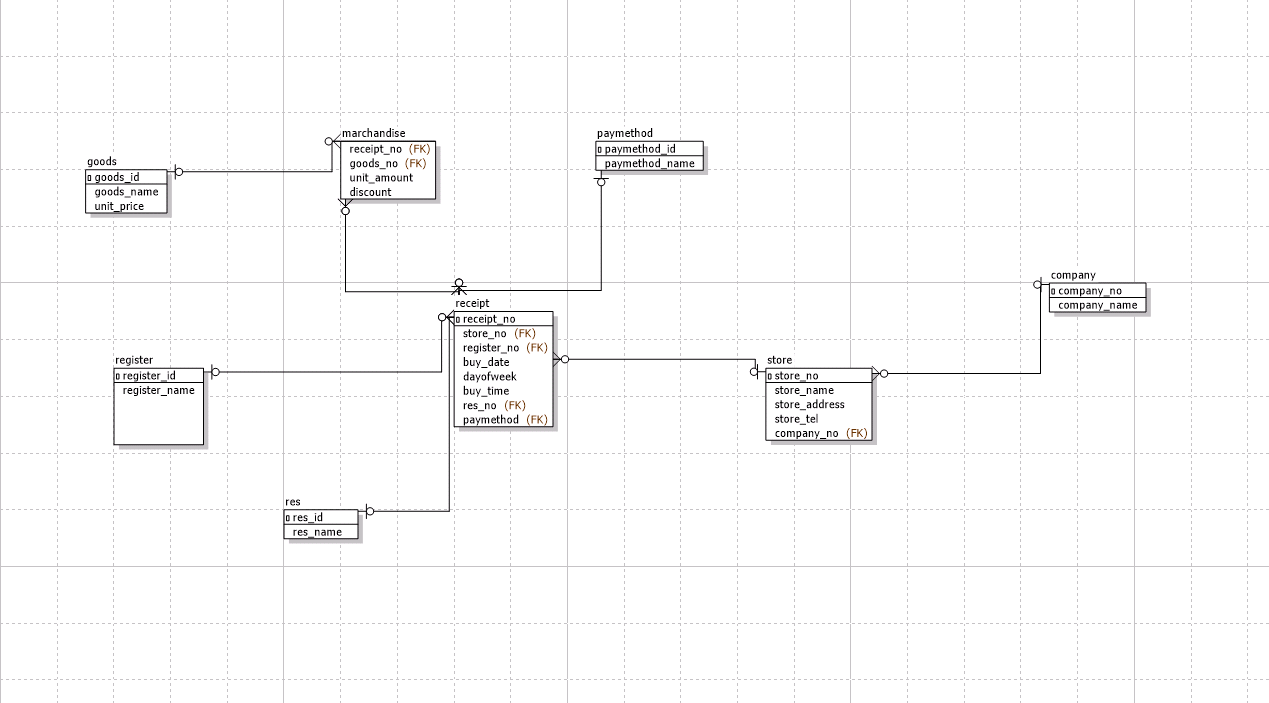 marchandise
receipt_no (FK)
goods_no (FK)
unit_amount
discount
paymethod
paymethod_id
paymethod_name
goods
goods_id
goods_name
unit_price
company
company_no
company_name
receipt
receipt_no
store_no (FK)
register_no (FK)
buy_date
dayofweek
buy_time
res_no (FK)
paymethod (FK)
register
register_id
register_name
store
store_no
store_name
store_address
store_tel
company_no (FK)
res
res_id
res_name